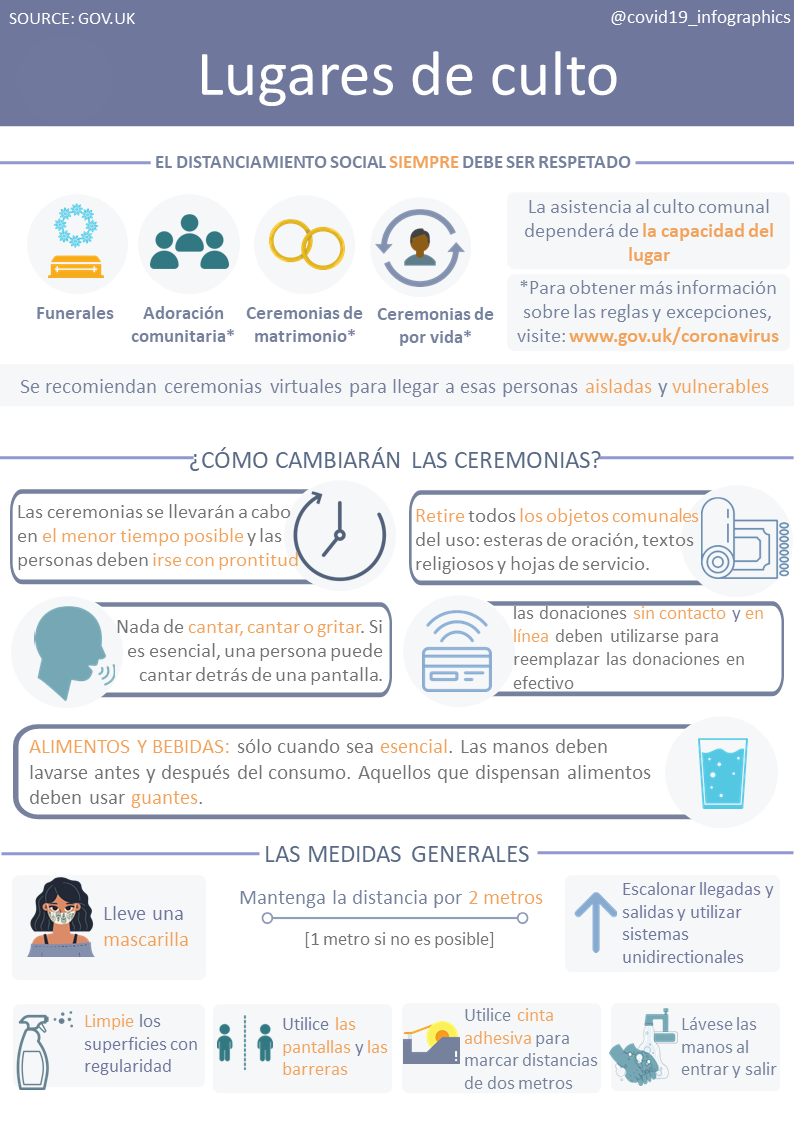 SOURCE: GOV.UK
@covid19_infographics
Lugares de culto
EL DISTANCIAMIENTO SOCIAL SIEMPRE DEBE SER RESPETADO
Funerales
Adoración
comunitaria*
Ceremonias de
matrimonio*
Ceremonias de
por vida*
La asistencia al culto comunal
dependerá de la capacidad del
lugar
*Para obtener más información
sobre las reglas y excepciones,
visite: www.gov.uk/coronavirus
Se recomiendan ceremonias virtuales para llegar a esas personas aisladas y vulnerables
¿CÓMO CAMBIARÁN LAS CEREMONIAS?
Las ceremonias se llevarán a cabo
en el menor tiempo posible y las
personas deben irse con prontitud
Retire todos los objetos comunales
del uso: esteras de oración, textos
religiosos y hojas de servicio.
Nada de cantar, cantar o gritar. Si
es esencial, una persona puede
cantar detrás de una pantalla.
las donaciones sin contacto y en
línea deben utilizarse para
reemplazar las donaciones en
efectivo
ALIMENTOS Y BEBIDAS: sólo cuando sea esencial. Las manos deben
lavarse antes y después del consumo. Aquellos que dispensan alimentos
deben usar guantes.
LAS MEDIDAS GENERALES
Lleve una
mascarilla
Mantenga la distancia por 2 metros
[1 metro si no es posible]
Escalonar llegadas y
salidas y utilizar
sistemas
unidirectionales
Limpie los
superficies con
regularidad
Utilice las
pantallas y las
barreras
Utilice cinta
adhesiva para
marcar distancias
de dos metros
Lávese las
manos al
entrar y salir